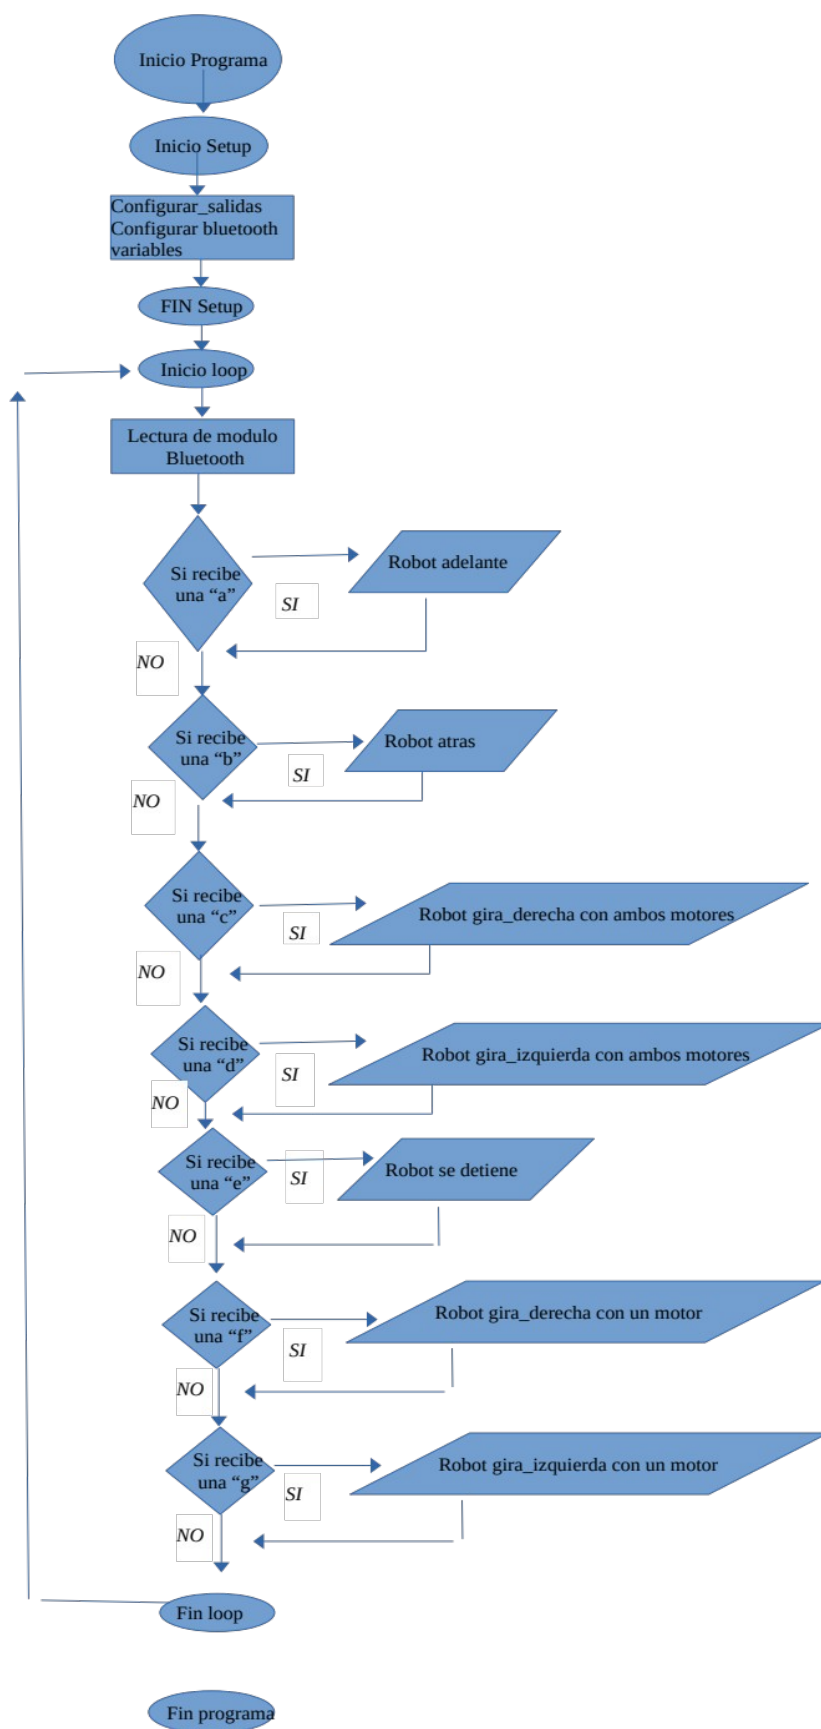 Inicio Programa
Inicio Setup
Configurar_salidas
Configurar bluetooth
variables
FIN Setup
Inicio loop
Lectura de modulo
Bluetooth
Si recibe
una “a”
SI
Robot adelante
NO
Si recibe
una “b”
SI
Robot atras
NO
Si recibe
una “c”
SI
Robot gira_derecha con ambos motores
NO
Si recibe
una “d”
SI
Robot gira_izquierda con ambos motores
NO
Si recibe
una “e”
SI
Robot se detiene
NO
Si recibe
una “f”
SI
Robot gira_derecha con un motor
NO
Si recibe
una “g”
SI
Robot gira_izquierda con un motor
NO
Fin loop
Fin programa